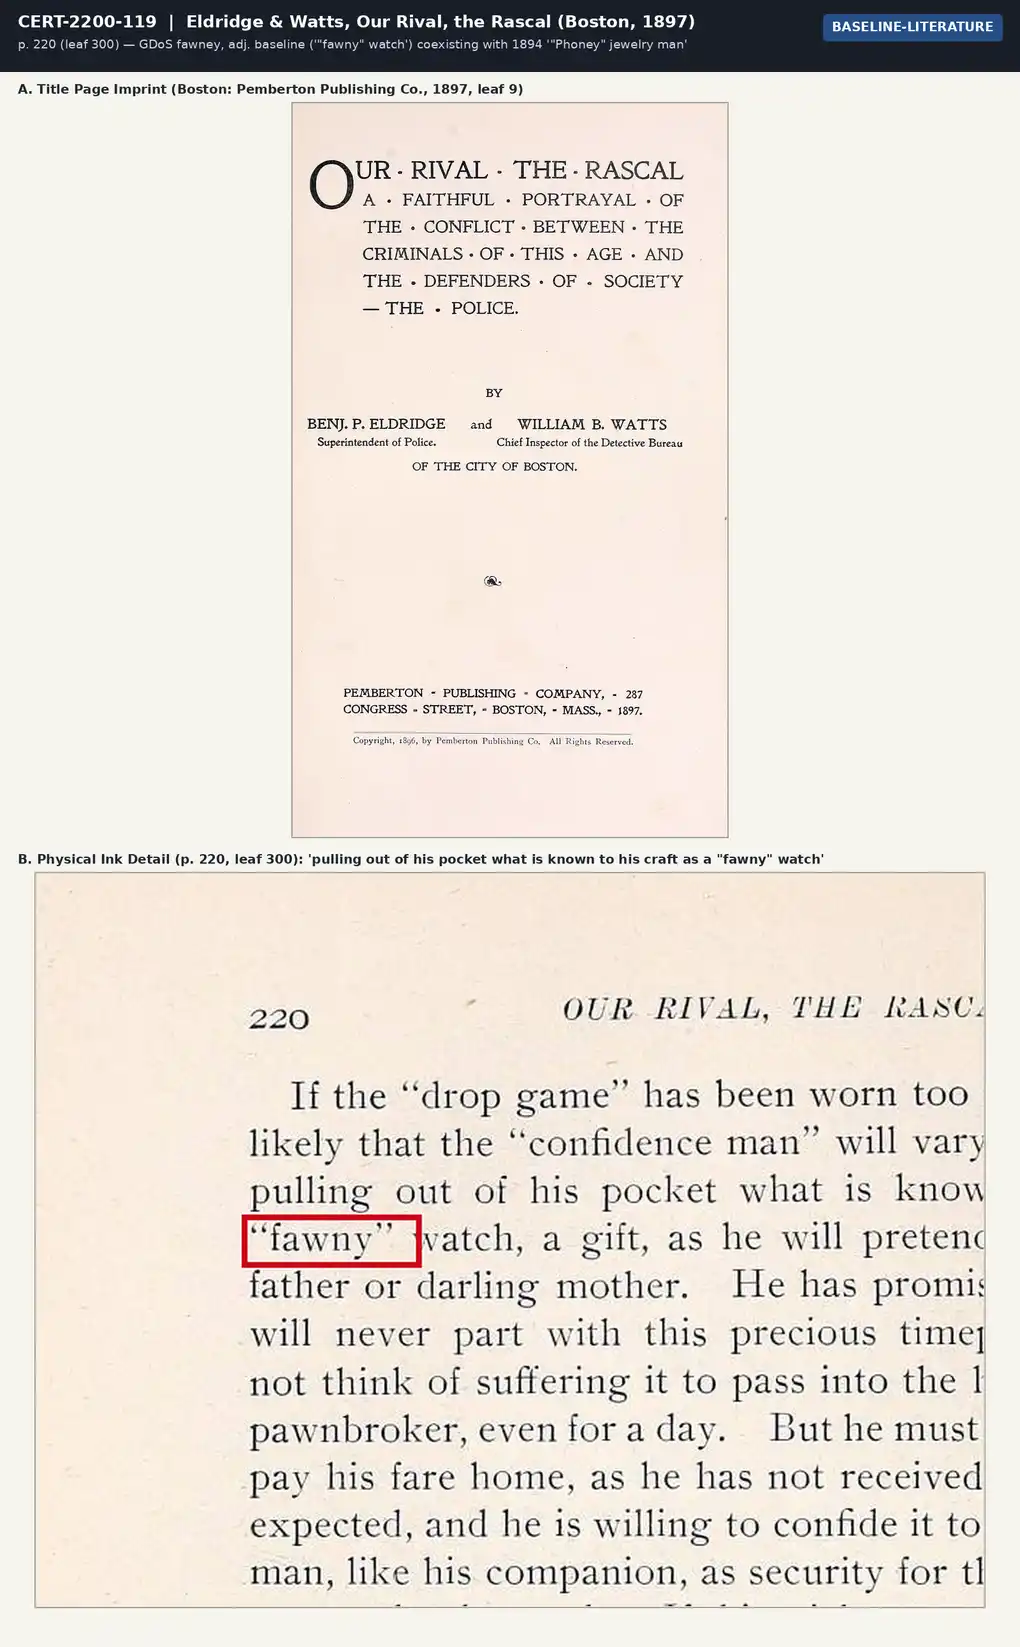 CERT-2200-119 | Eldridge & Watts, Our Rival, the Rascal (Boston, 1897)
p. 220 (leaf 300) — GDoS fawney, adj. baseline ('"fawny" watch') coexisting with 1894 '"Phoney" jewelry man'
BASELINE-LITERATURE
A. Title Page Imprint (Boston: Pemberton Publishing Co., 1897, leaf 9)
OUR · RIVAL · THE · RASCAL
A · FAITHFUL · PORTRAYAL · OF
THE · CONFLICT · BETWEEN · THE
CRIMINALS · OF · THIS · AGE · AND
THE · DEFENDERS · OF · SOCIETY
— THE · POLICE.
BY
BENJ. P. ELDRIDGE and WILLIAM B. WATTS
Superintendent of Police. Chief Inspector of the Detective Bureau
OF THE CITY OF BOSTON.
PEMBERTON - PUBLISHING - COMPANY, - 287
CONGRESS - STREET, - BOSTON, - MASS., - 1897.
Copyright, 1896, by Pemberton Publishing Co. All Rights Reserved.
B. Physical Ink Detail (p. 220, leaf 300): 'pulling out of his pocket what is known to his craft as a "fawny" watch'
220 OUR RIVAL, THE RASC
If the “drop game” has been worn too
likely that the “confidence man” will vary
pulling out of his pocket what is know
“fawny” watch, a gift, as he will pretend
father or darling mother. He has promis
will never part with this precious time
not think of suffering it to pass into the
pawnbroker, even for a day. But he must
pay his fare home, as he has not received
expected, and he is willing to confide it to
man, like his companion, as security for